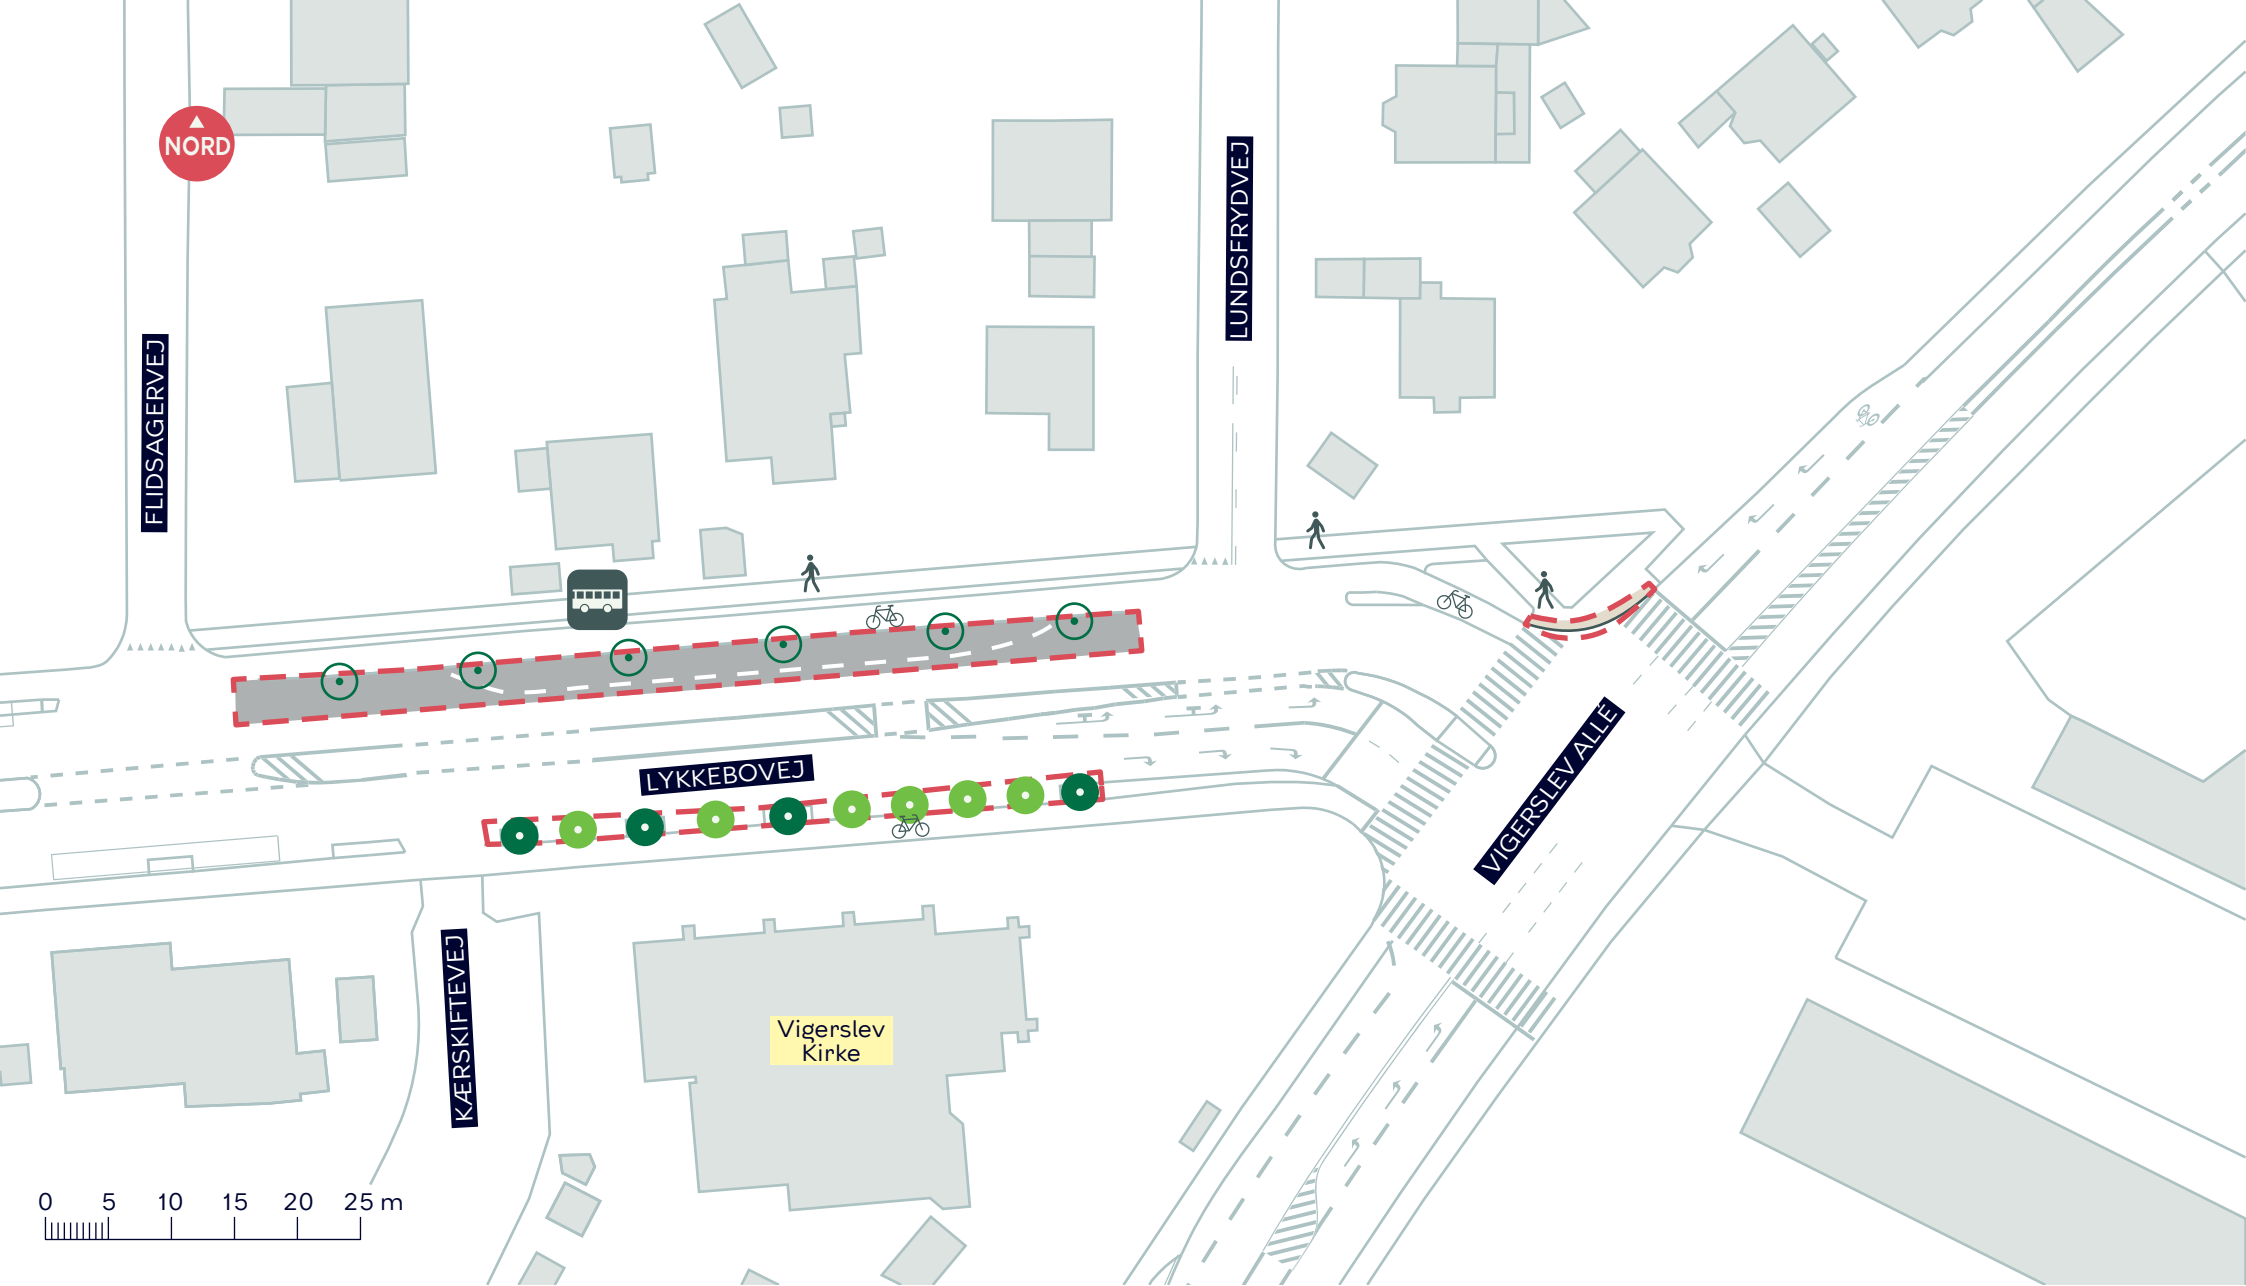 NORD
FLIDSAGERVEJ
LUNDSFRYDVEJ
LYKKEBOVEJ
VIGERSLEV ALLÉ
KÆRSKIFTEVEJ
Vigerslev
Kirke
0 5 10 15 20 25 m